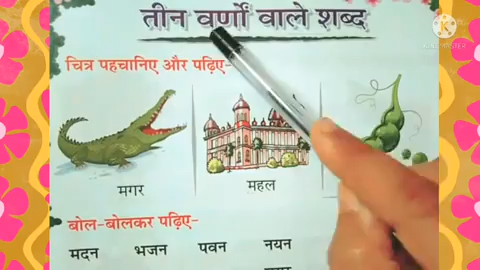 तीन वर्णों वाले शब्द
चित्र पहचानिए और पढ़िए-
मगर महल
बोल-बोलकर पढ़िए-
मदन भजन पवन नयन